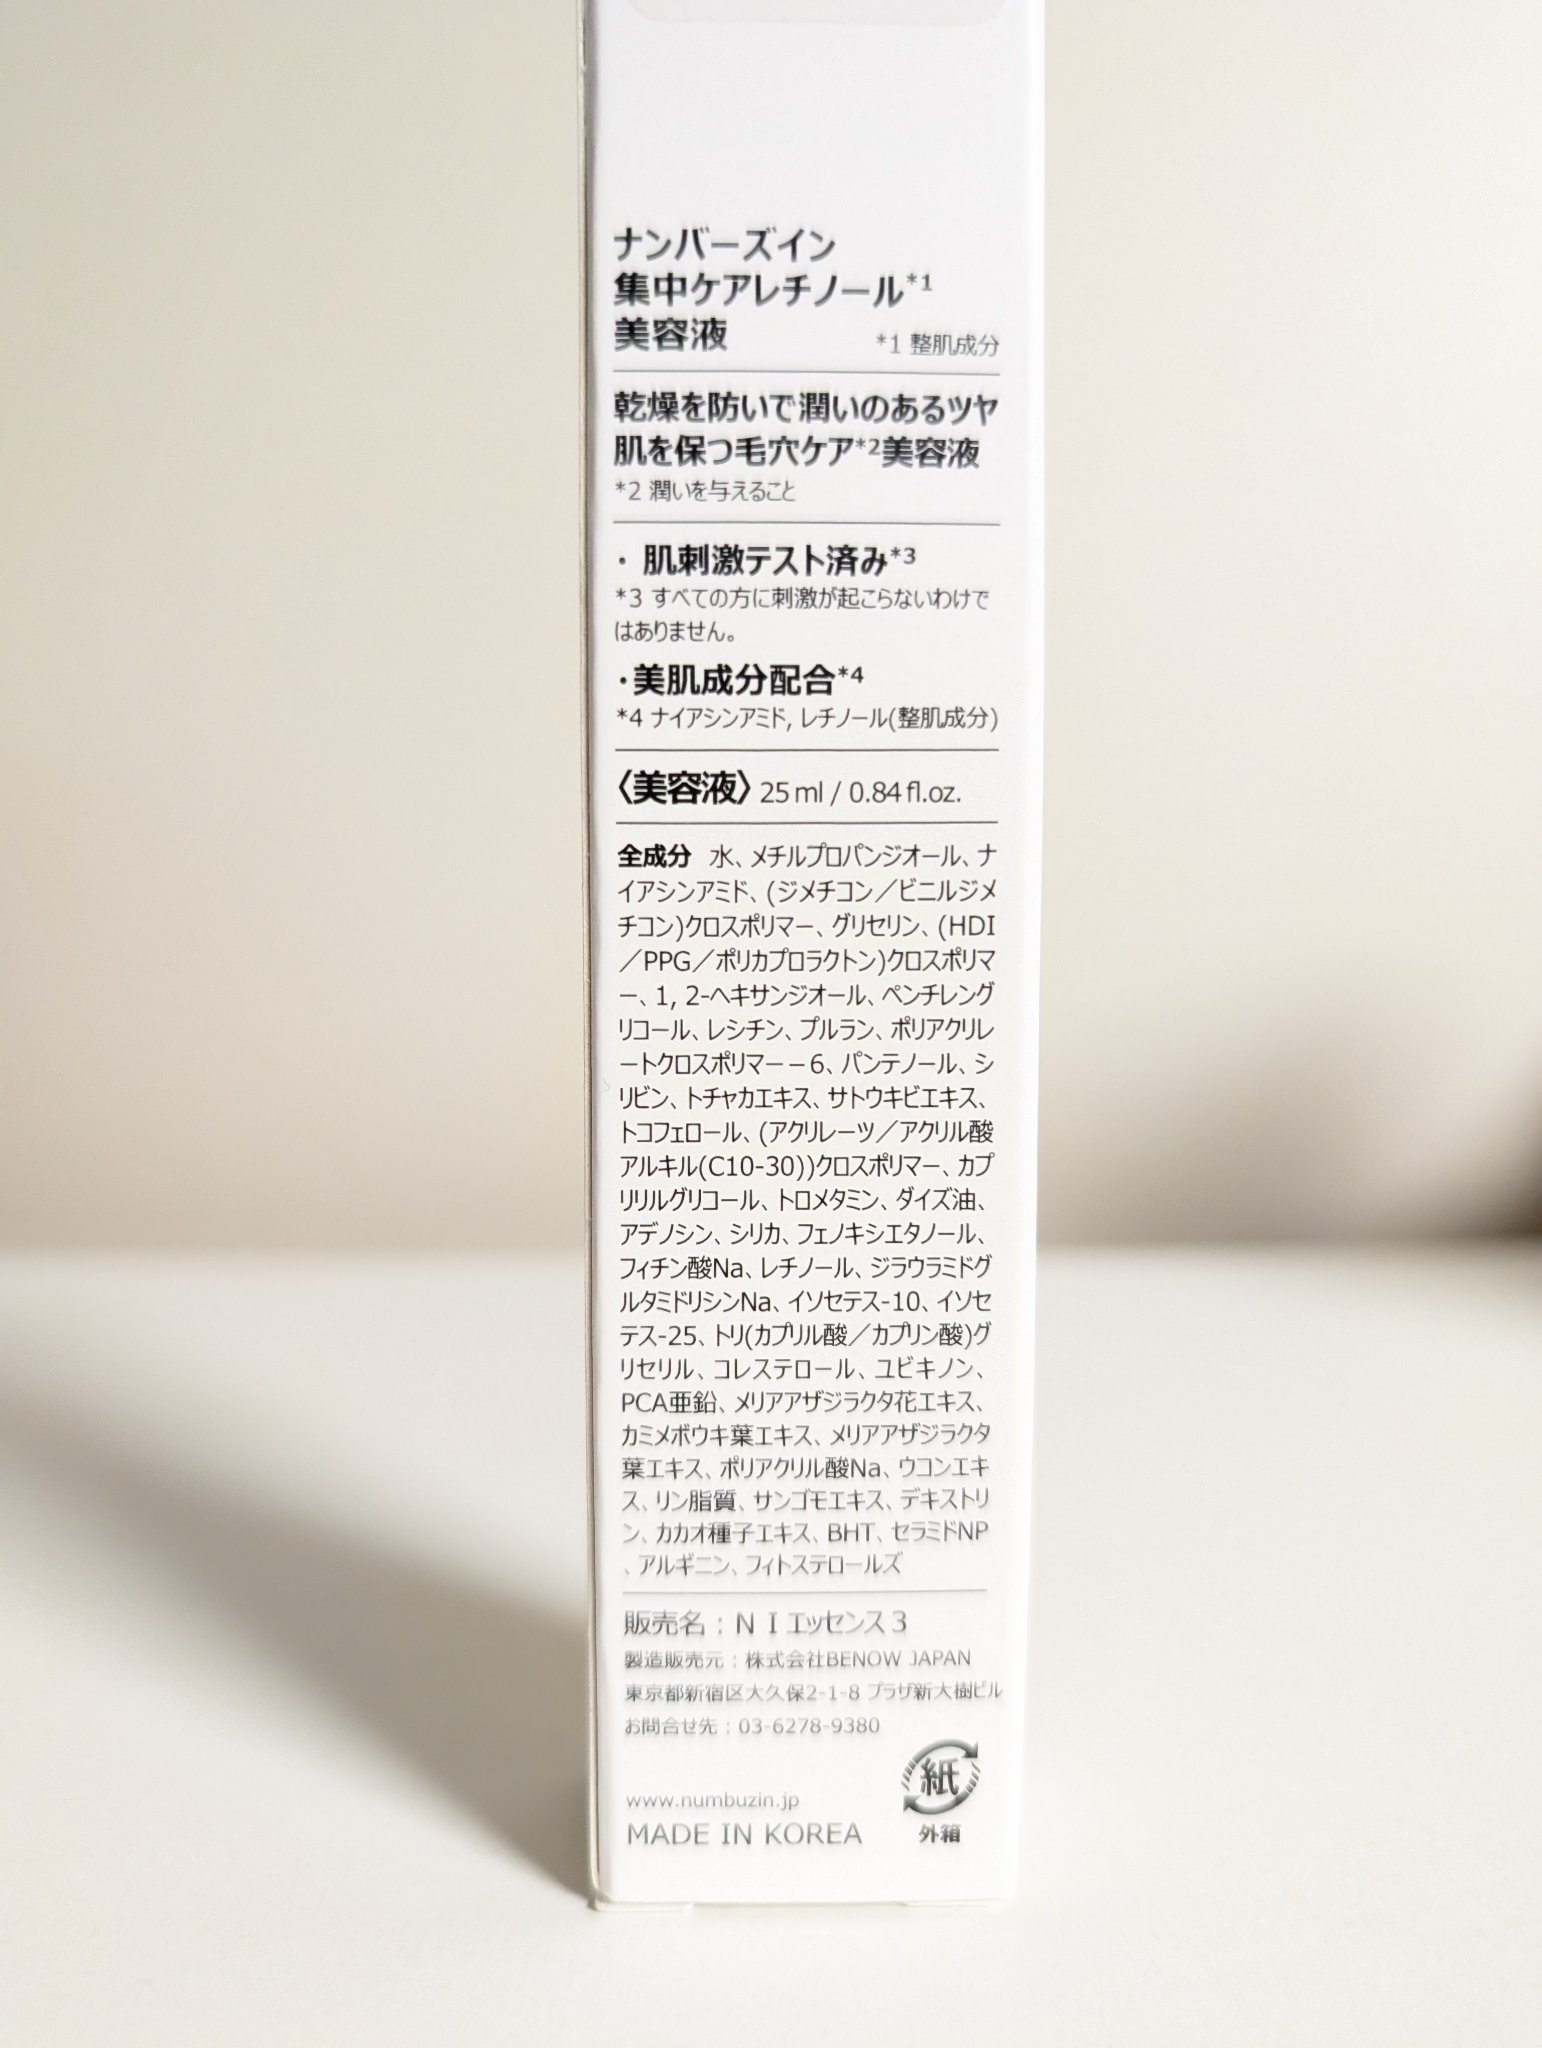 ナンバーズイン
集中ケアレチノール*1
美容液
*1 整肌成分
乾燥を防いで潤いのあるツヤ
肌を保つ毛穴ケア*2美容液
*2 潤いを与えること
・ 肌刺激テスト済み*3
*3 すべての方に刺激が起こらないわけで
はありません。
・美肌成分配合*4
*4 ナイアシンアミド, レチノール(整肌成分)
〈美容液〉25 ml / 0.84 fl.oz.
全成分 水、メチルプロパンジオール、ナ
イアシンアミド、(ジメチコン／ビニルジメ
チコン)クロスポリマー、グリセリン、(HDI
／PPG／ポリカプロラクトン)クロスポリマ
ー、1, 2-ヘキサンジオール、ペンチレング
リコール、レシチン、プルラン、ポリアクリレ
ートクロスポリマー－6、パンテノール、シ
リビン、トチャカエキス、サトウキビエキス、
トコフェロール、(アクリレーツ／アクリル酸
アルキル(C10-30))クロスポリマー、カプ
リリルグリコール、トロメタミン、ダイズ油、
アデノシン、シリカ、フェノキシエタノール、
フィチン酸Na、レチノール、ジラウラミドグ
ルタミドリシンNa、イソセテス-10、イソセ
テス-25、トリ(カプリル酸／カプリン酸)グ
リセリル、コレステロール、ユビキノン、
PCA亜鉛、メリアアザジラクタ花エキス、
カミメボウキ葉エキス、メリアアザジラクタ
葉エキス、ポリアクリル酸Na、ウコンエキ
ス、リン脂質、サンゴモエキス、デキストリ
ン、カカオ種子エキス、BHT、セラミドNP
、アルギニン、フィトステロールズ
販売名：ＮＩエッセンス３
製造販売元：株式会社BENOW JAPAN
東京都新宿区大久保2-1-8 プラザ新大樹ビル
お問合せ先：03-6278-9380
www.numbuzin.jp
MADE IN KOREA
紙
外箱